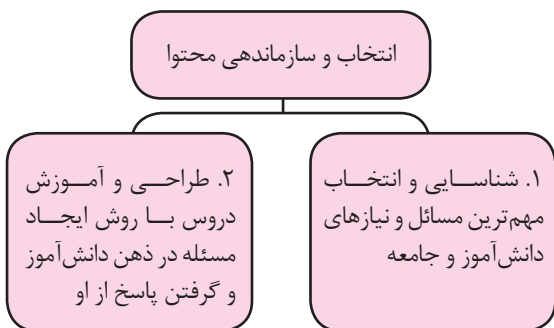 انتخاب و سازماندهی محتوا
۱. شناسایی و انتخاب
مهم‌ترین مسائل و نیازهای
دانش‌آموز و جامعه
۲. طراحی و آموزش
دروس با روش ایجاد
مسئله در ذهن دانش‌آموز
و گرفتن پاسخ از او